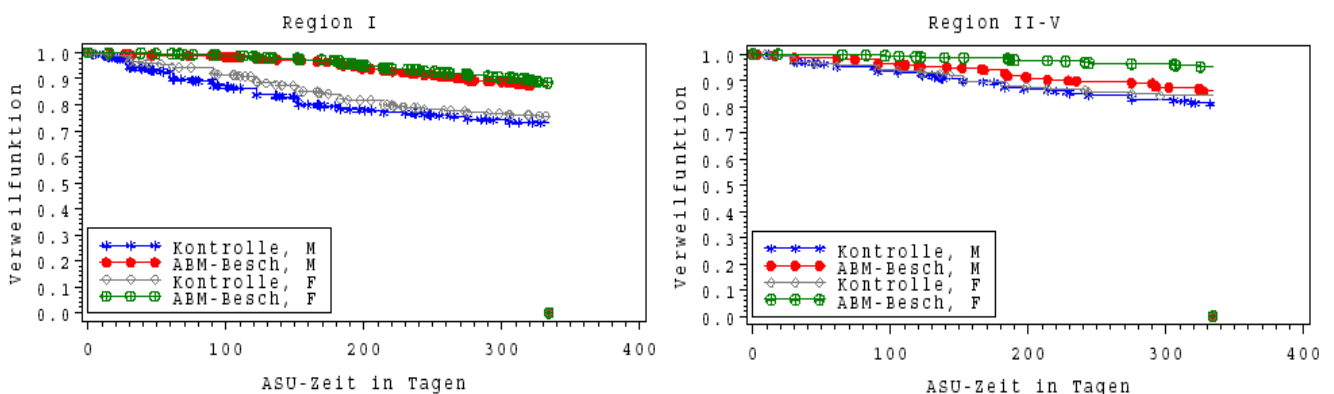 Region I
Verweilfunktion
1.0
0.9
0.8
0.7
0.6
0.5
0.4
0.3
0.2
0.1
0.0
Kontrolle, M
ABM-Besch, M
Kontrolle, F
ABM-Besch, F
0 100 200 300 400
ASU-Zeit in Tagen
Region II-V
Verweilfunktion
1.0
0.9
0.8
0.7
0.6
0.5
0.4
0.3
0.2
0.1
0.0
Kontrolle, M
ABM-Besch, M
Kontrolle, F
ABM-Besch, F
0 100 200 300 400
ASU-Zeit in Tagen